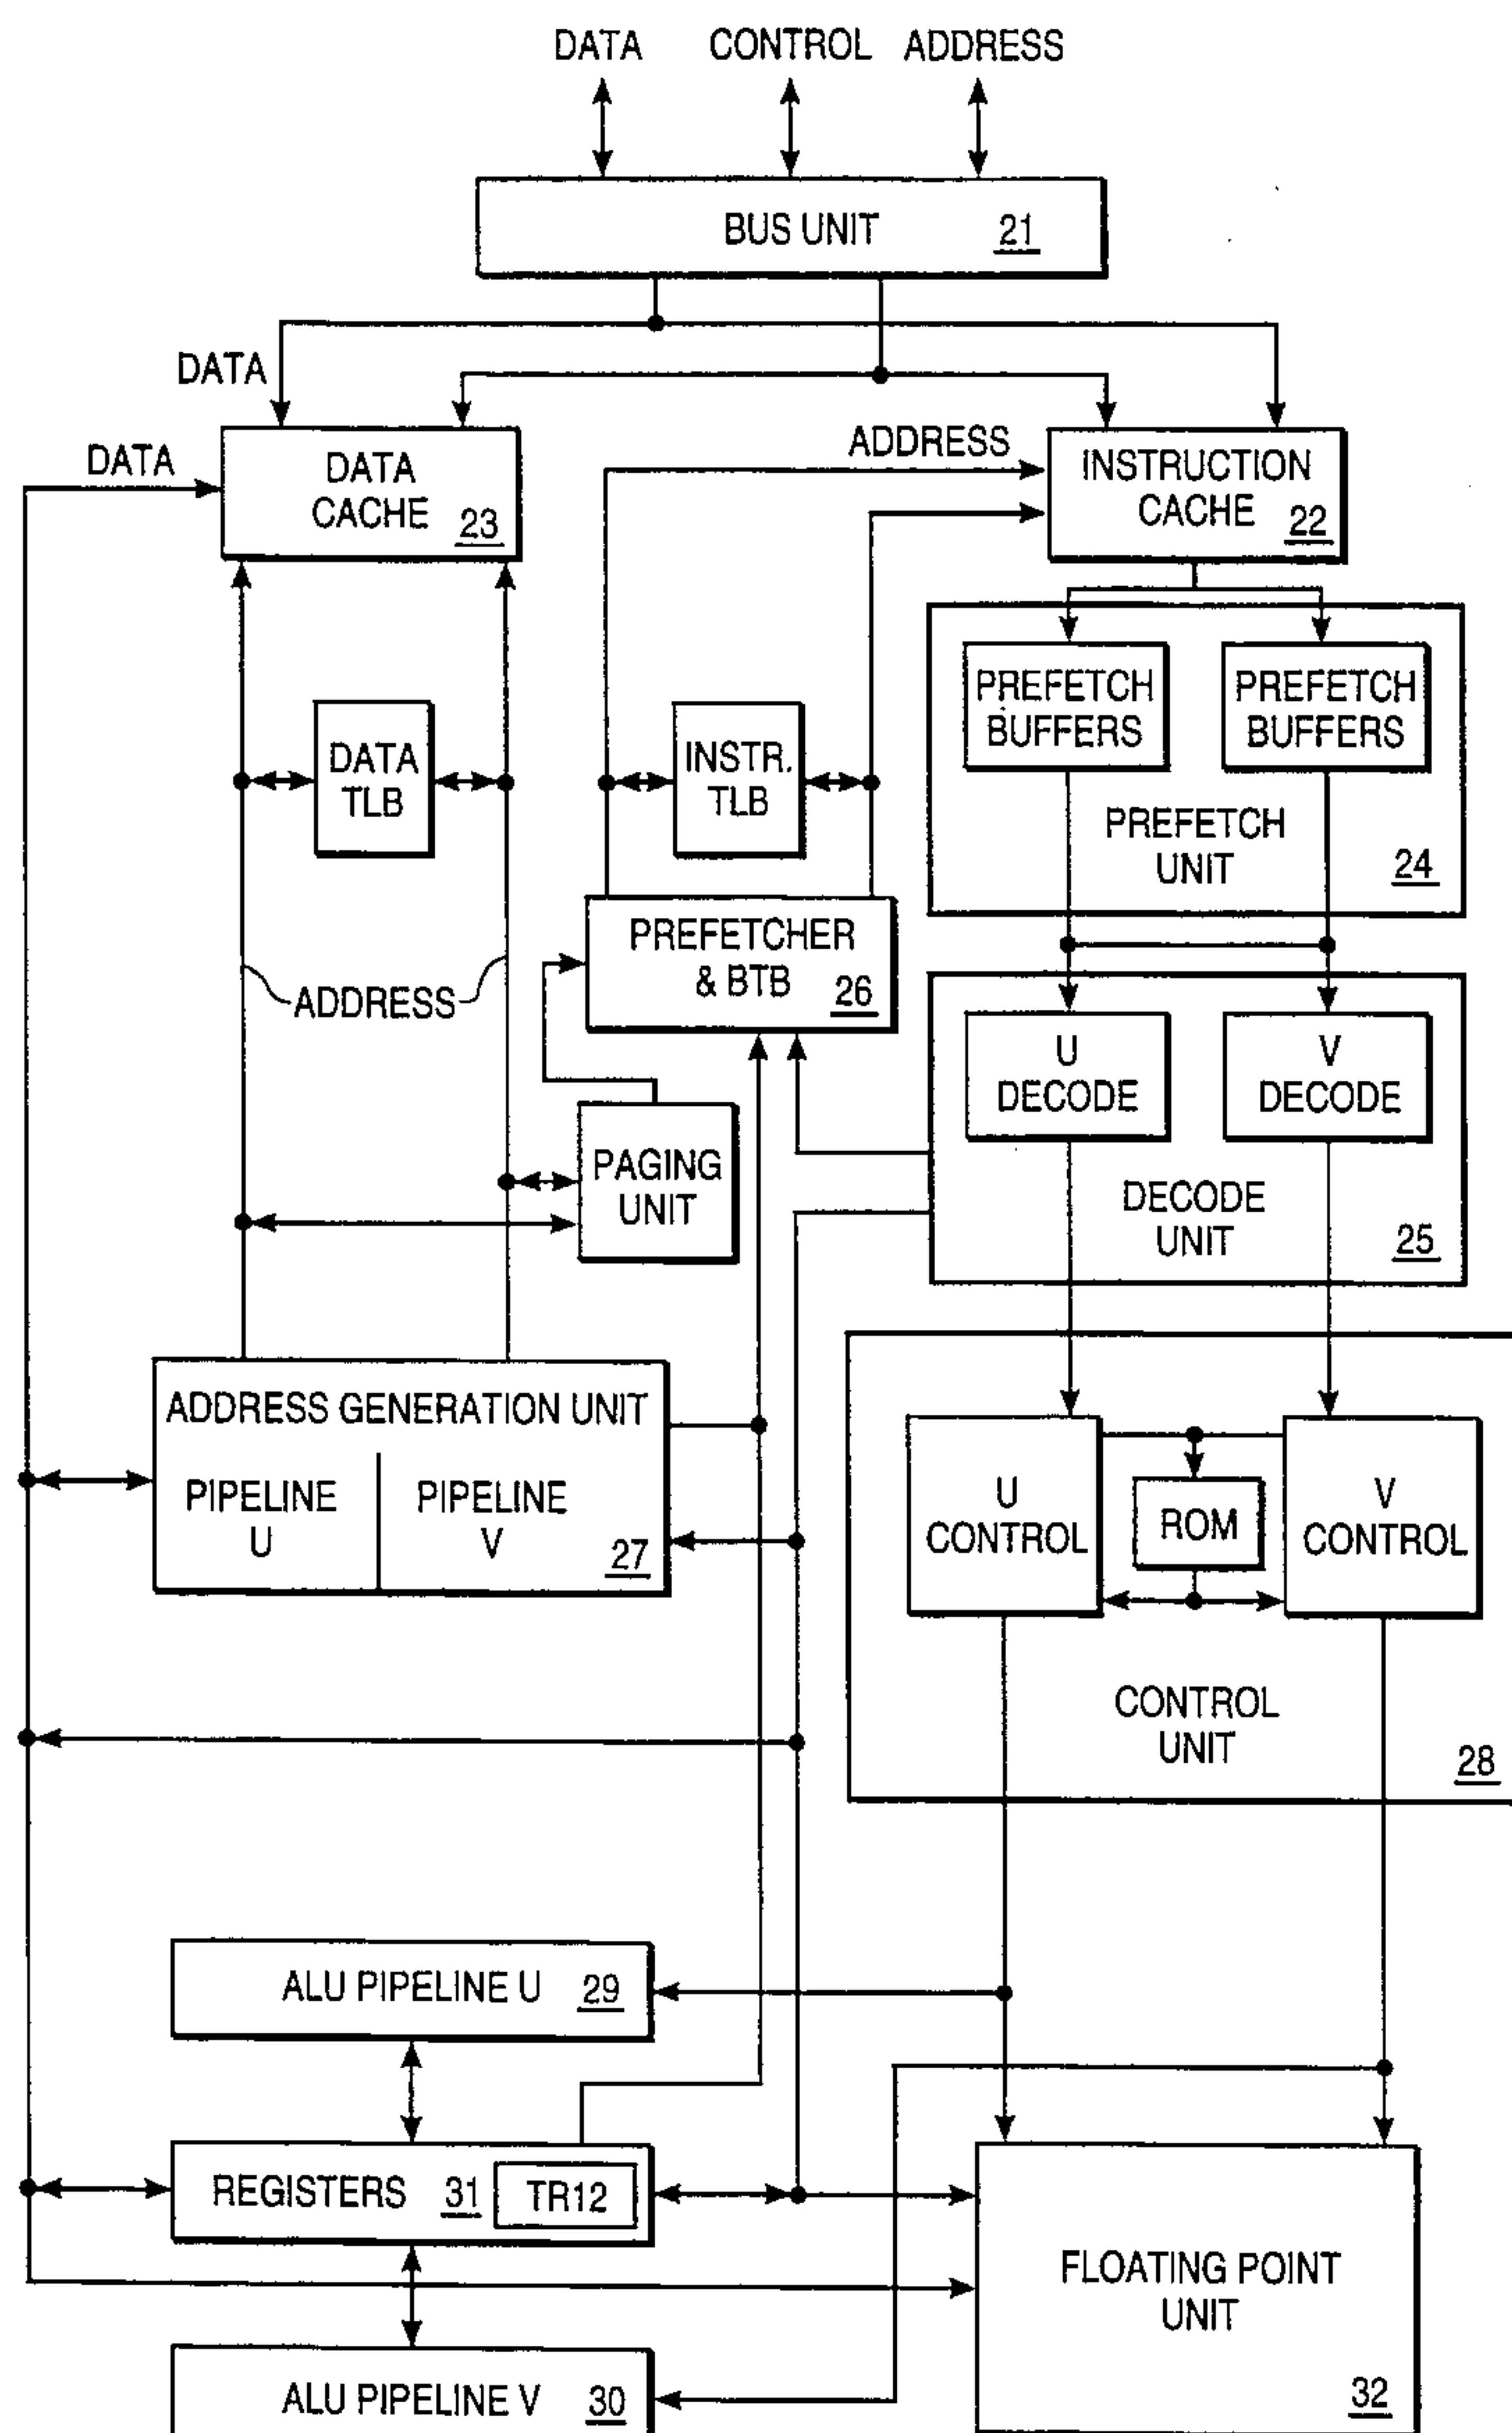 DATA CONTROL ADDRESS
BUS UNIT 21
DATA
DATA
DATA
CACHE 23
ADDRESS
INSTRUCTION
CACHE 22
PREFETCH
BUFFERS
PREFETCH
BUFFERS
PREFETCH
UNIT 24
DATA
TLB
INSTR.
TLB
PREFETCHER
& BTB 26
ADDRESS
U
DECODE
V
DECODE
DECODE
UNIT 25
PAGING
UNIT
ADDRESS GENERATION UNIT
PIPELINE
U
PIPELINE
V
27
U
CONTROL
ROM
V
CONTROL
CONTROL
UNIT
28
ALU PIPELINE U 29
REGISTERS 31 TR12
FLOATING POINT
UNIT
32
ALU PIPELINE V 30